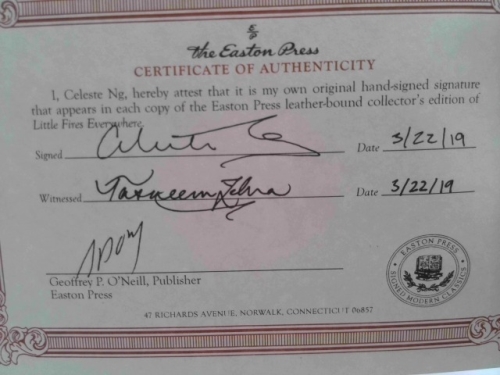 EP
the Easton Press
CERTIFICATE OF AUTHENTICITY
I, Celeste Ng, hereby attest that it is my own original hand-signed signature
that appears in each copy of the Easton Press leather-bound collector's edition of
Little Fires Everywhere.
Signed Date 3/22/19
Witnessed Date 3/22/19
Geoffrey P. O'Neill, Publisher
Easton Press
EASTON PRESS
SIGNED MODERN CLASSICS
47 RICHARDS AVENUE, NORWALK, CONNECTICUT 06857